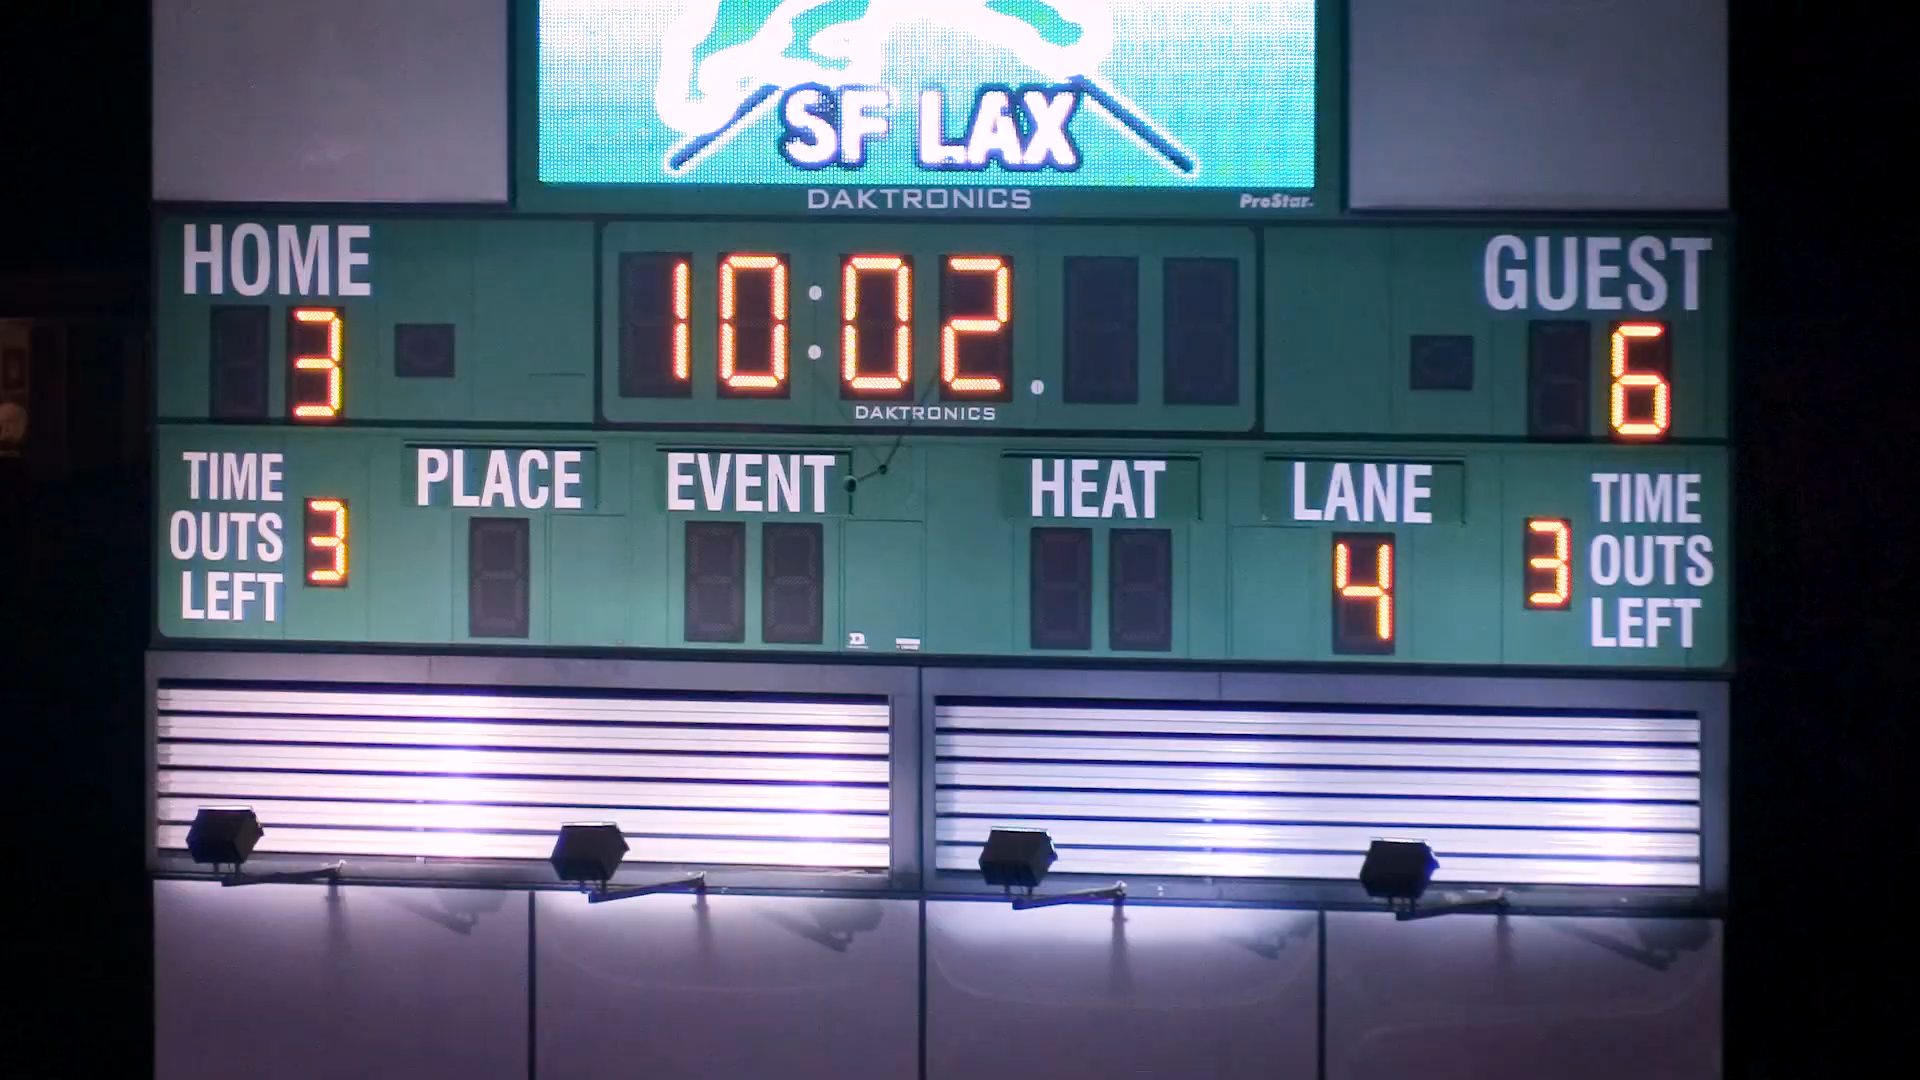 SF LAX
DAKTRONICS ProStar
HOME
GUEST
10:02
3
6
DAKTRONICS
TIME
OUTS
LEFT
3
PLACE
EVENT
HEAT
LANE
4
3
TIME
OUTS
LEFT